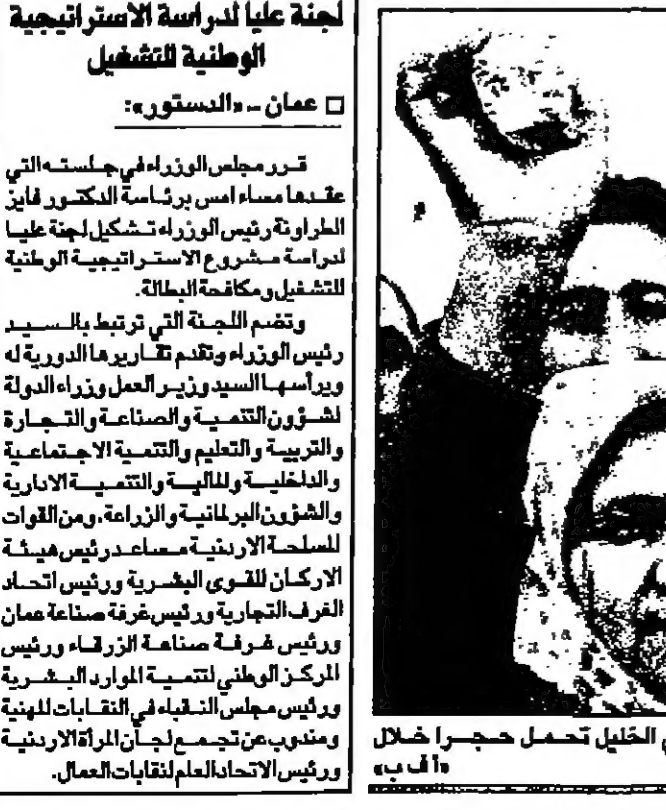 لجنة عليا لدراسة الاستراتيجية
الوطنية للتشغيل
□ عمان ـ «الدستور»:
قرر مجلس الوزراء في جلسته التي
عقدها مساء امس برئاسة الدكتور فايز
الطراونة رئيس الوزراء تشكيل لجنة عليا
لدراسة مشروع الاستراتيجية الوطنية
للتشغيل ومكافحة البطالة.
وتضم اللجنة التي ترتبط بالسيد
رئيس الوزراء وتقدم تقاريرها الدورية له
ويرأسها السيد وزير العمل وزراء الدولة
لشؤون التنمية والصناعة والتجارة
والتربية والتعليم والتنمية الاجتماعية
والداخلية والمالية والتنمية الادارية
والشؤون البرلمانية والزراعة، ومن القوات
المسلحة الاردنية مساعد رئيس هيئة
الاركان للقوى البشرية ورئيس اتحاد
الغرف التجارية ورئيس غرفة صناعة عمان
ورئيس غرفة صناعة الزرقاء ورئيس
المركز الوطني لتنمية الموارد البشرية
ورئيس مجلس النقباء في النقابات المهنية
ومندوب عن تجمع لجان المرأة الاردنية
ورئيس الاتحاد العام لنقابات العمال.
الخليل تحمل حجرا خلال
«أ ف ب»